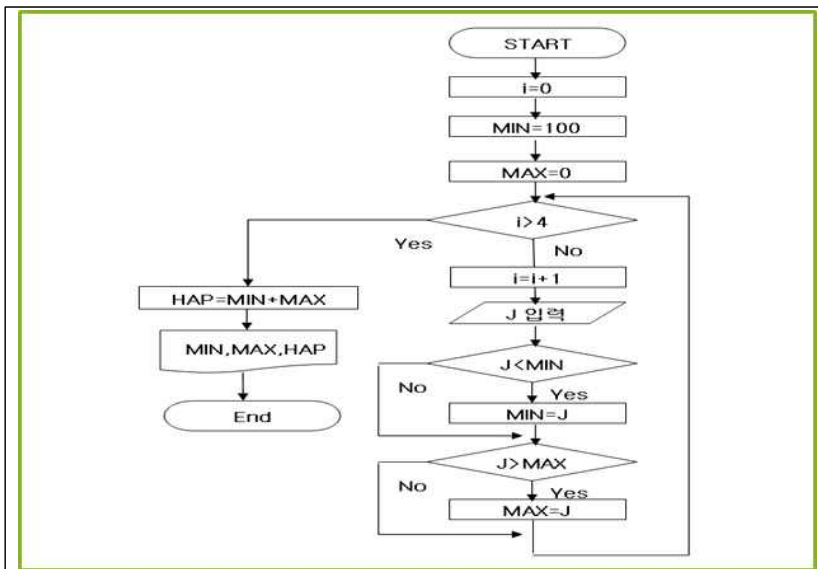 START
i=0
MIN=100
MAX=0
i>4
Yes
No
i=i+1
HAP=MIN+MAX
J 입력
MIN,MAX,HAP
J<MIN
No
Yes
End
MIN=J
J>MAX
No
Yes
MAX=J